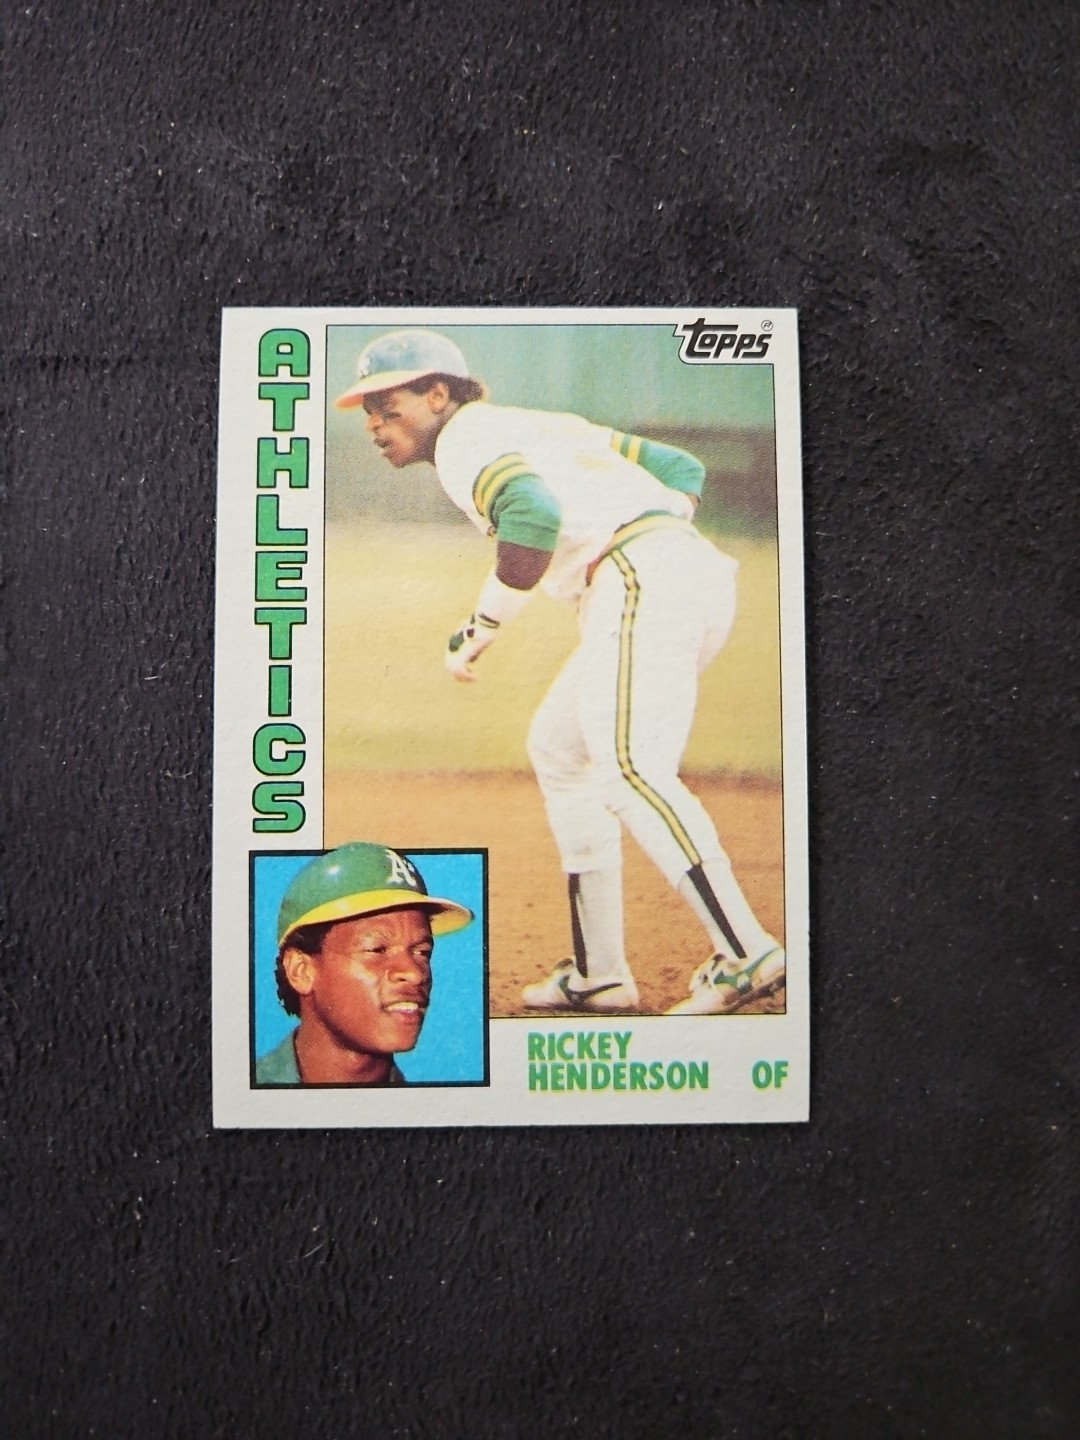 ATHLETICS
Topps
A's
RICKEY
HENDERSON OF